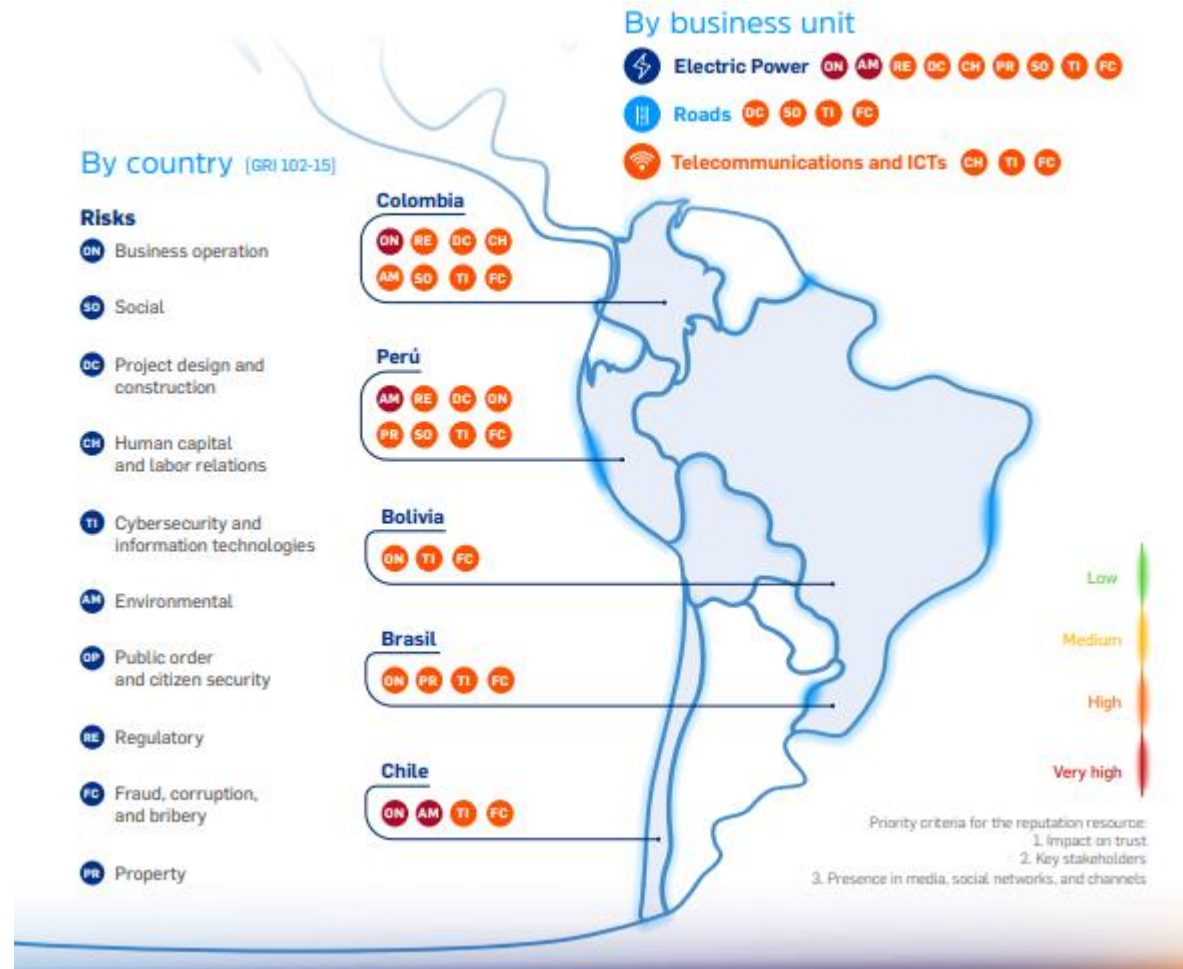 By business unit
Electric Power ON AM RE DC CH PR SO TI FC
Roads DC SO TI FC
Telecommunications and ICTs CH TI FC
By country [GRI 102-15]
Risks
ON Business operation
SO Social
DC Project design and
construction
CH Human capital
and labor relations
TI Cybersecurity and
information technologies
AM Environmental
OP Public order
and citizen security
RE Regulatory
FC Fraud, corruption,
and bribery
PR Property
Colombia
ON RE DC CH
AM SO TI FC
Perú
AM RE DC ON
PR SO TI FC
Bolivia
ON TI FC
Brasil
ON PR TI FC
Chile
ON AM TI FC
Low
Medium
High
Very high
Priority criteria for the reputation resource:
1. Impact on trust
2. Key stakeholders
3. Presence in media, social networks, and channels